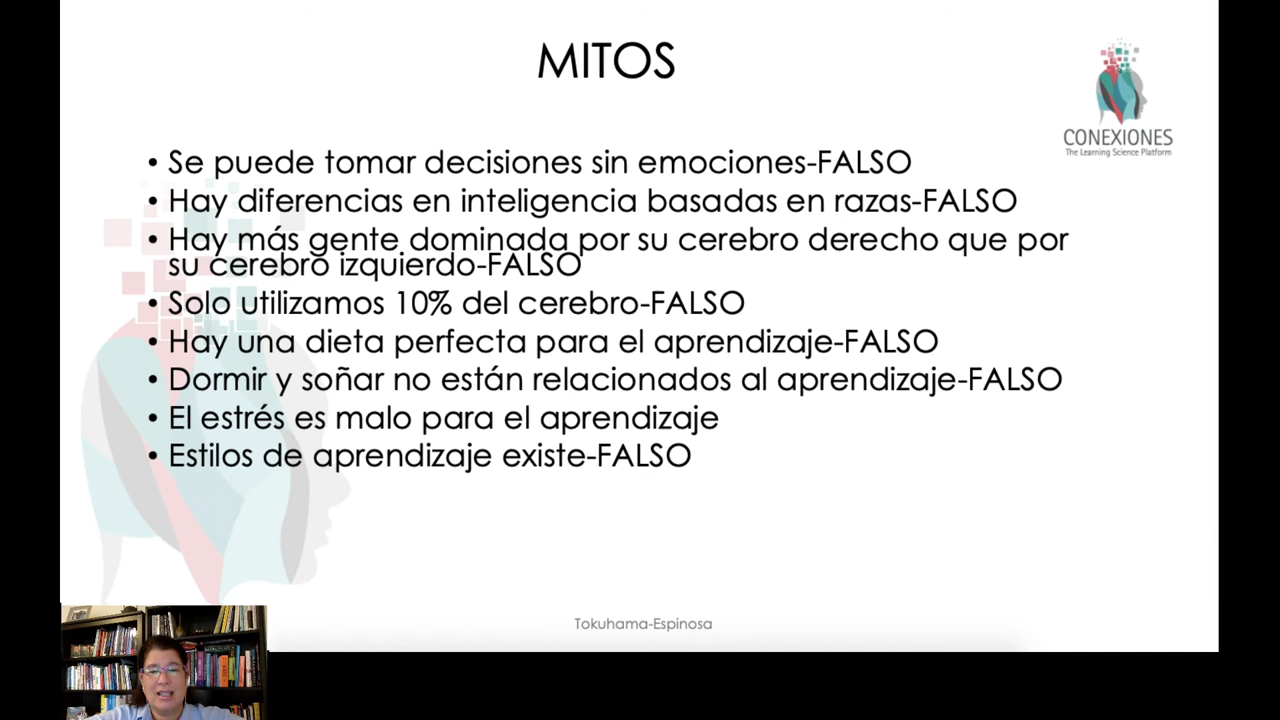 MITOS
CONEXIONES
The Learning Science Platform
• Se puede tomar decisiones sin emociones-FALSO
• Hay diferencias en inteligencia basadas en razas-FALSO
• Hay más gente dominada por su cerebro derecho que por
su cerebro izquierdo-FALSO
• Solo utilizamos 10% del cerebro-FALSO
• Hay una dieta perfecta para el aprendizaje-FALSO
• Dormir y soñar no están relacionados al aprendizaje-FALSO
• El estrés es malo para el aprendizaje
• Estilos de aprendizaje existe-FALSO
Tokuhama-Espinosa